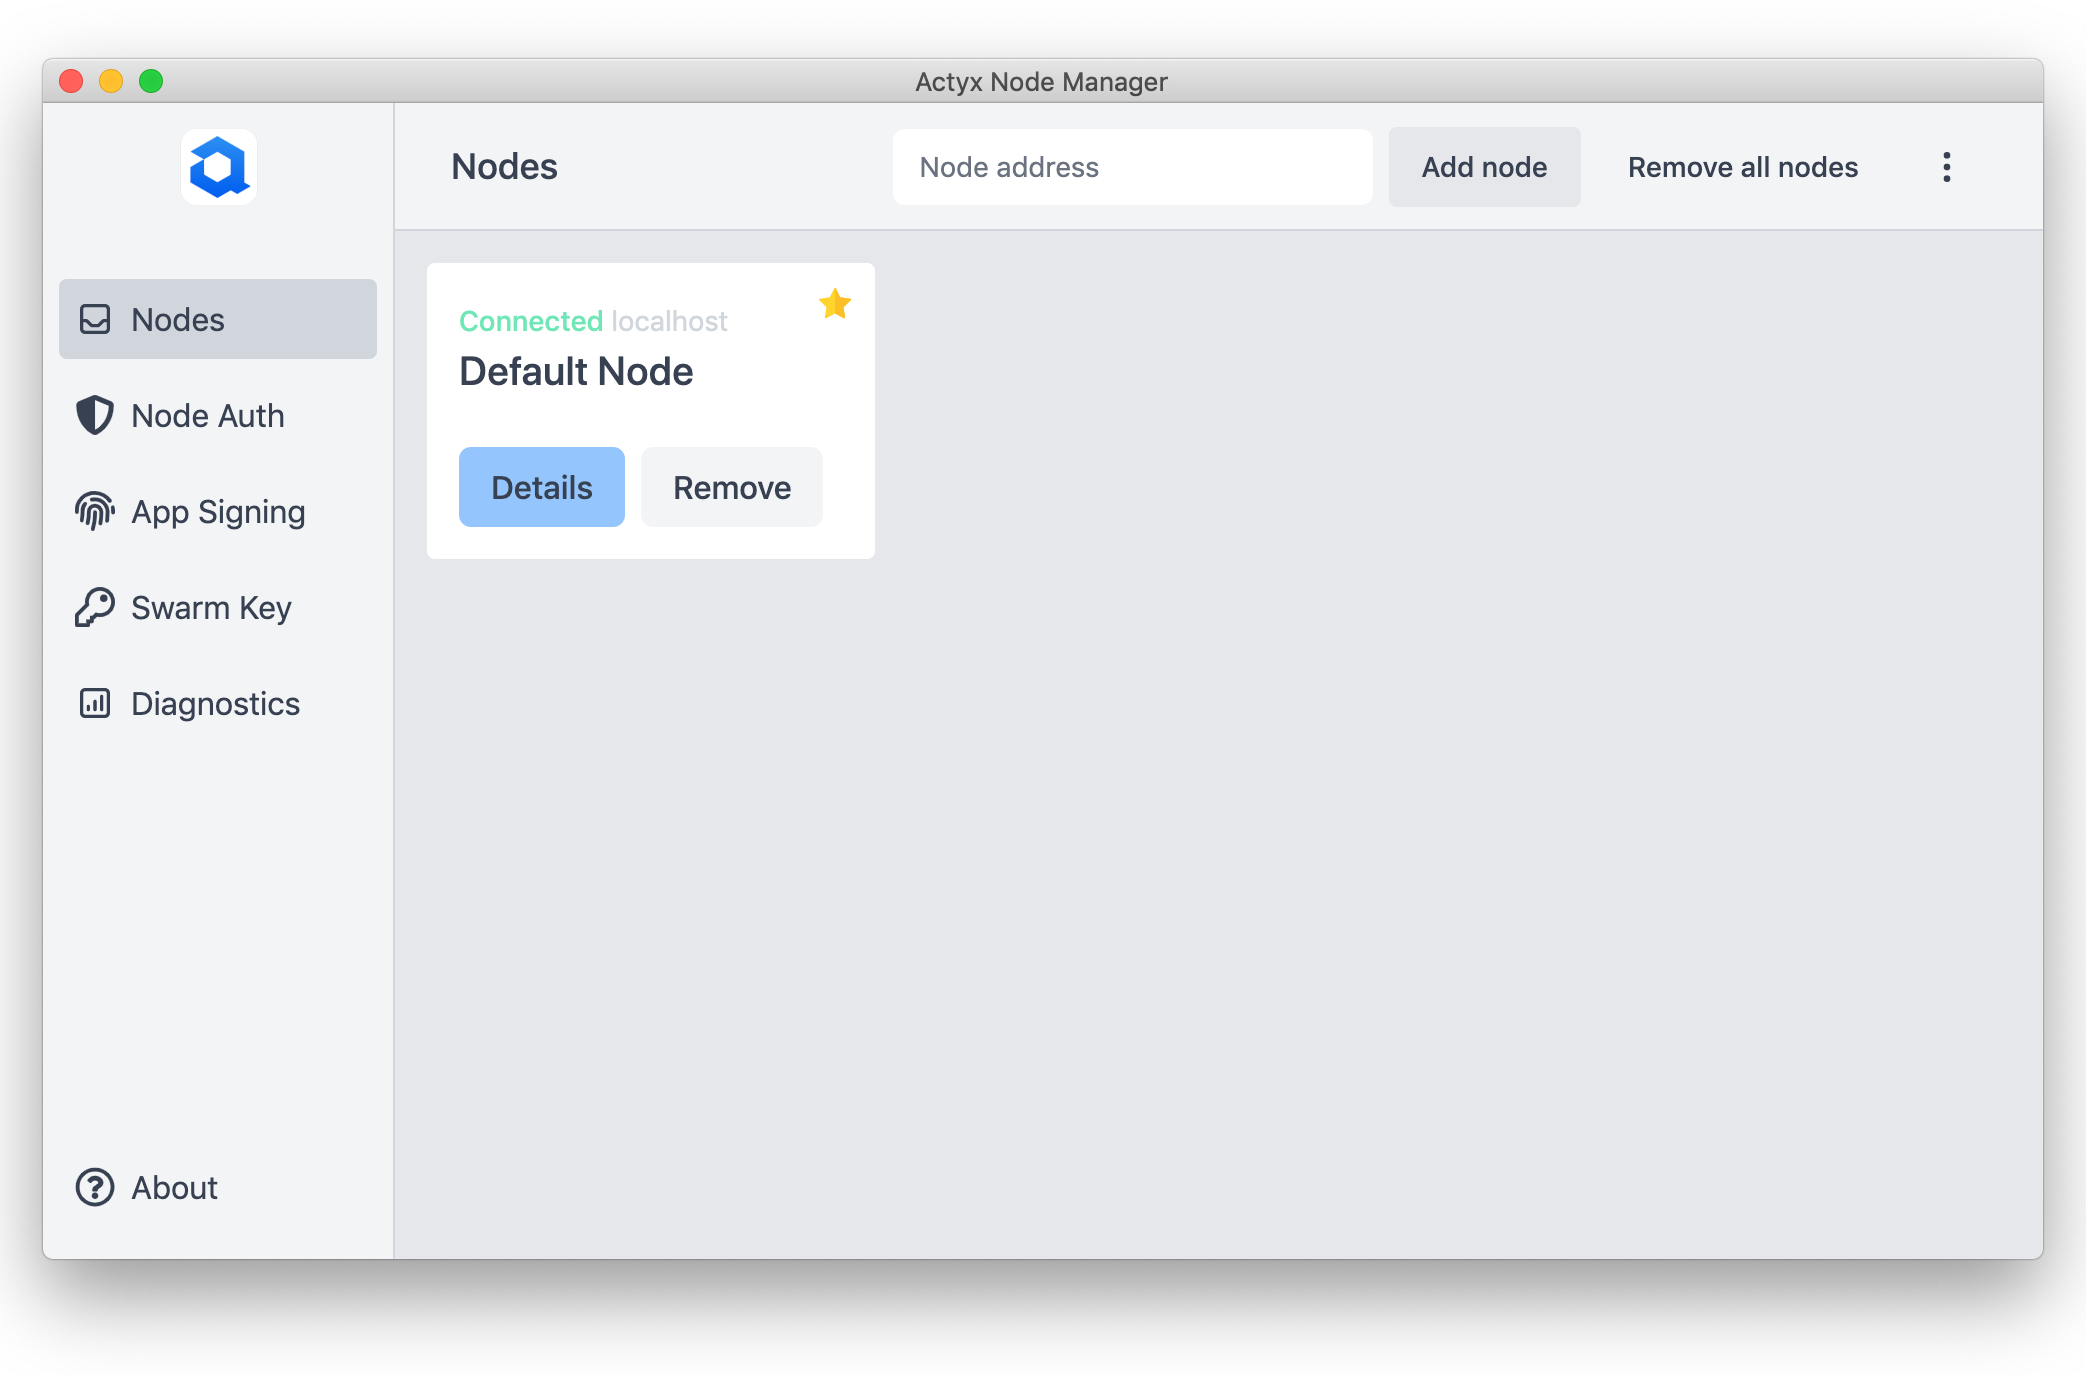 Actyx Node Manager
Nodes
Node address
Add node
Remove all nodes
Nodes
Node Auth
App Signing
Swarm Key
Diagnostics
About
Connected localhost
Default Node
Details
Remove